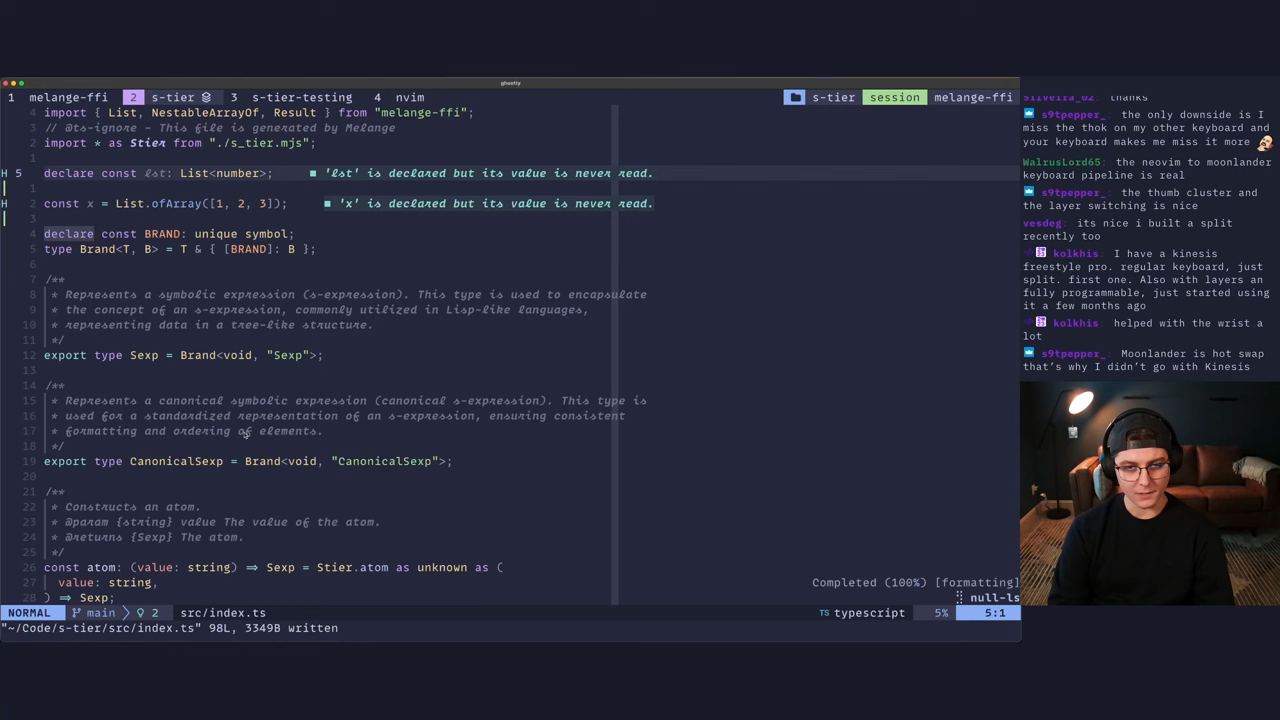 ghostty
1 melange-ffi 2 s-tier 3 s-tier-testing 4 nvim s-tier session melange-ffi
4 import { List, NestableArrayOf, Result } from "melange-ffi";
3 // @ts-ignore - This file is generated by Melange
2 import * as Stier from "./s_tier.mjs";
1
H 5 declare const lst: List<number>; ■ 'lst' is declared but its value is never read.
1
H 2 const x = List.ofArray([1, 2, 3]); ■ 'x' is declared but its value is never read.
3
4 declare const BRAND: unique symbol;
5 type Brand<T, B> = T & { [BRAND]: B };
6
7 /**
8 * Represents a symbolic expression (s-expression). This type is used to encapsulate
9 * the concept of an s-expression, commonly utilized in Lisp-like languages,
10 * representing data in a tree-like structure.
11 */
12 export type Sexp = Brand<void, "Sexp">;
13
14 /**
15 * Represents a canonical symbolic expression (canonical s-expression). This type is
16 * used for a standardized representation of an s-expression, ensuring consistent
17 * formatting and ordering of elements.
18 */
19 export type CanonicalSexp = Brand<void, "CanonicalSexp">;
20
21 /**
22 * Constructs an atom.
23 * @param {string} value The value of the atom.
24 * @returns {Sexp} The atom.
25 */
26 const atom: (value: string) => Sexp = Stier.atom as unknown as (
27 value: string,
28 ) => Sexp;
Completed (100%) [formatting]
null-ls
NORMAL main 2 src/index.ts TS typescript 5% 5:1
"~/Code/s-tier/src/index.ts" 98L, 3349B written
silveira_02: thanks
s9tpepper_: the only downside is I
miss the thok on my other keyboard and
your keyboard makes me miss it more
WalrusLord65: the neovim to moonlander
keyboard pipeline is real
s9tpepper_: the thumb cluster and
the layer switching is nice
vesdeg: its nice i built a split
recently too
kolkhis: I have a kinesis
freestyle pro. regular keyboard, just
split. first one. Also with layers an
fully programmable, just started using
it a few months ago
kolkhis: helped with the wrist a
lot
s9tpepper_: Moonlander is hot swap
that's why I didn't go with Kinesis